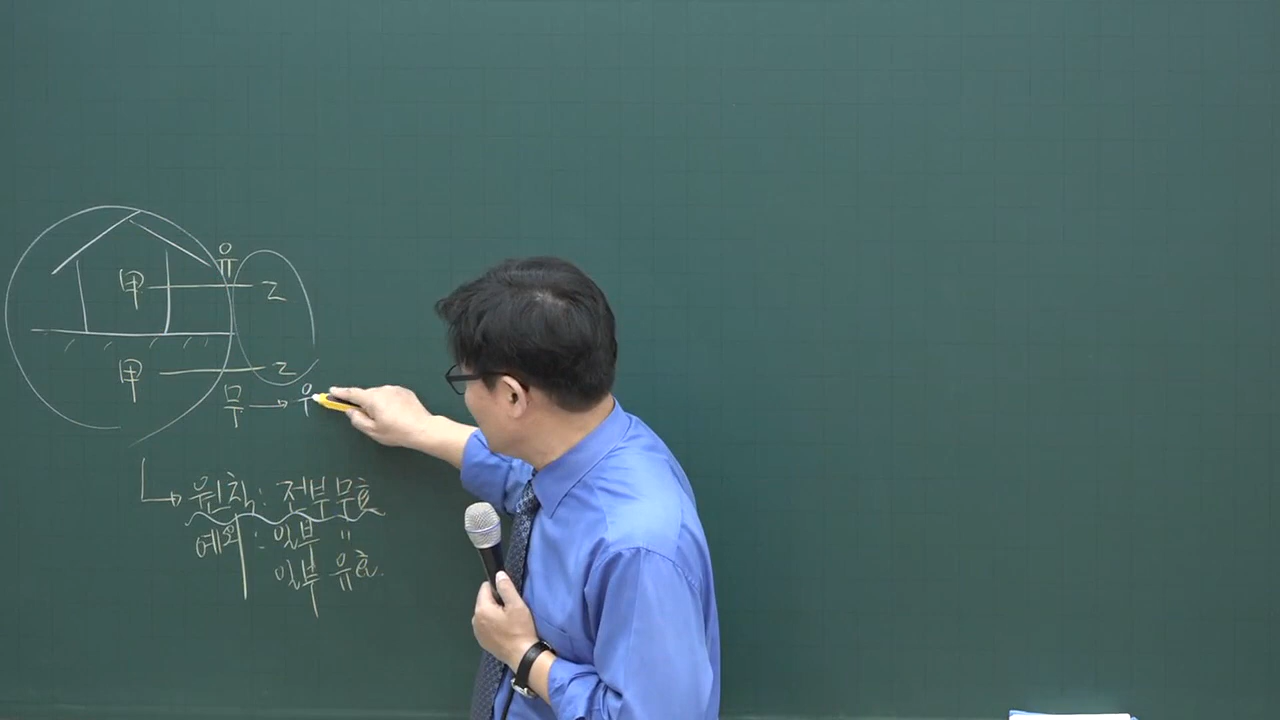 유
甲 — 乙
甲 — 乙
무 → 유
→ 원칙: 전부무효
예외: 일부 "
일부 유효.